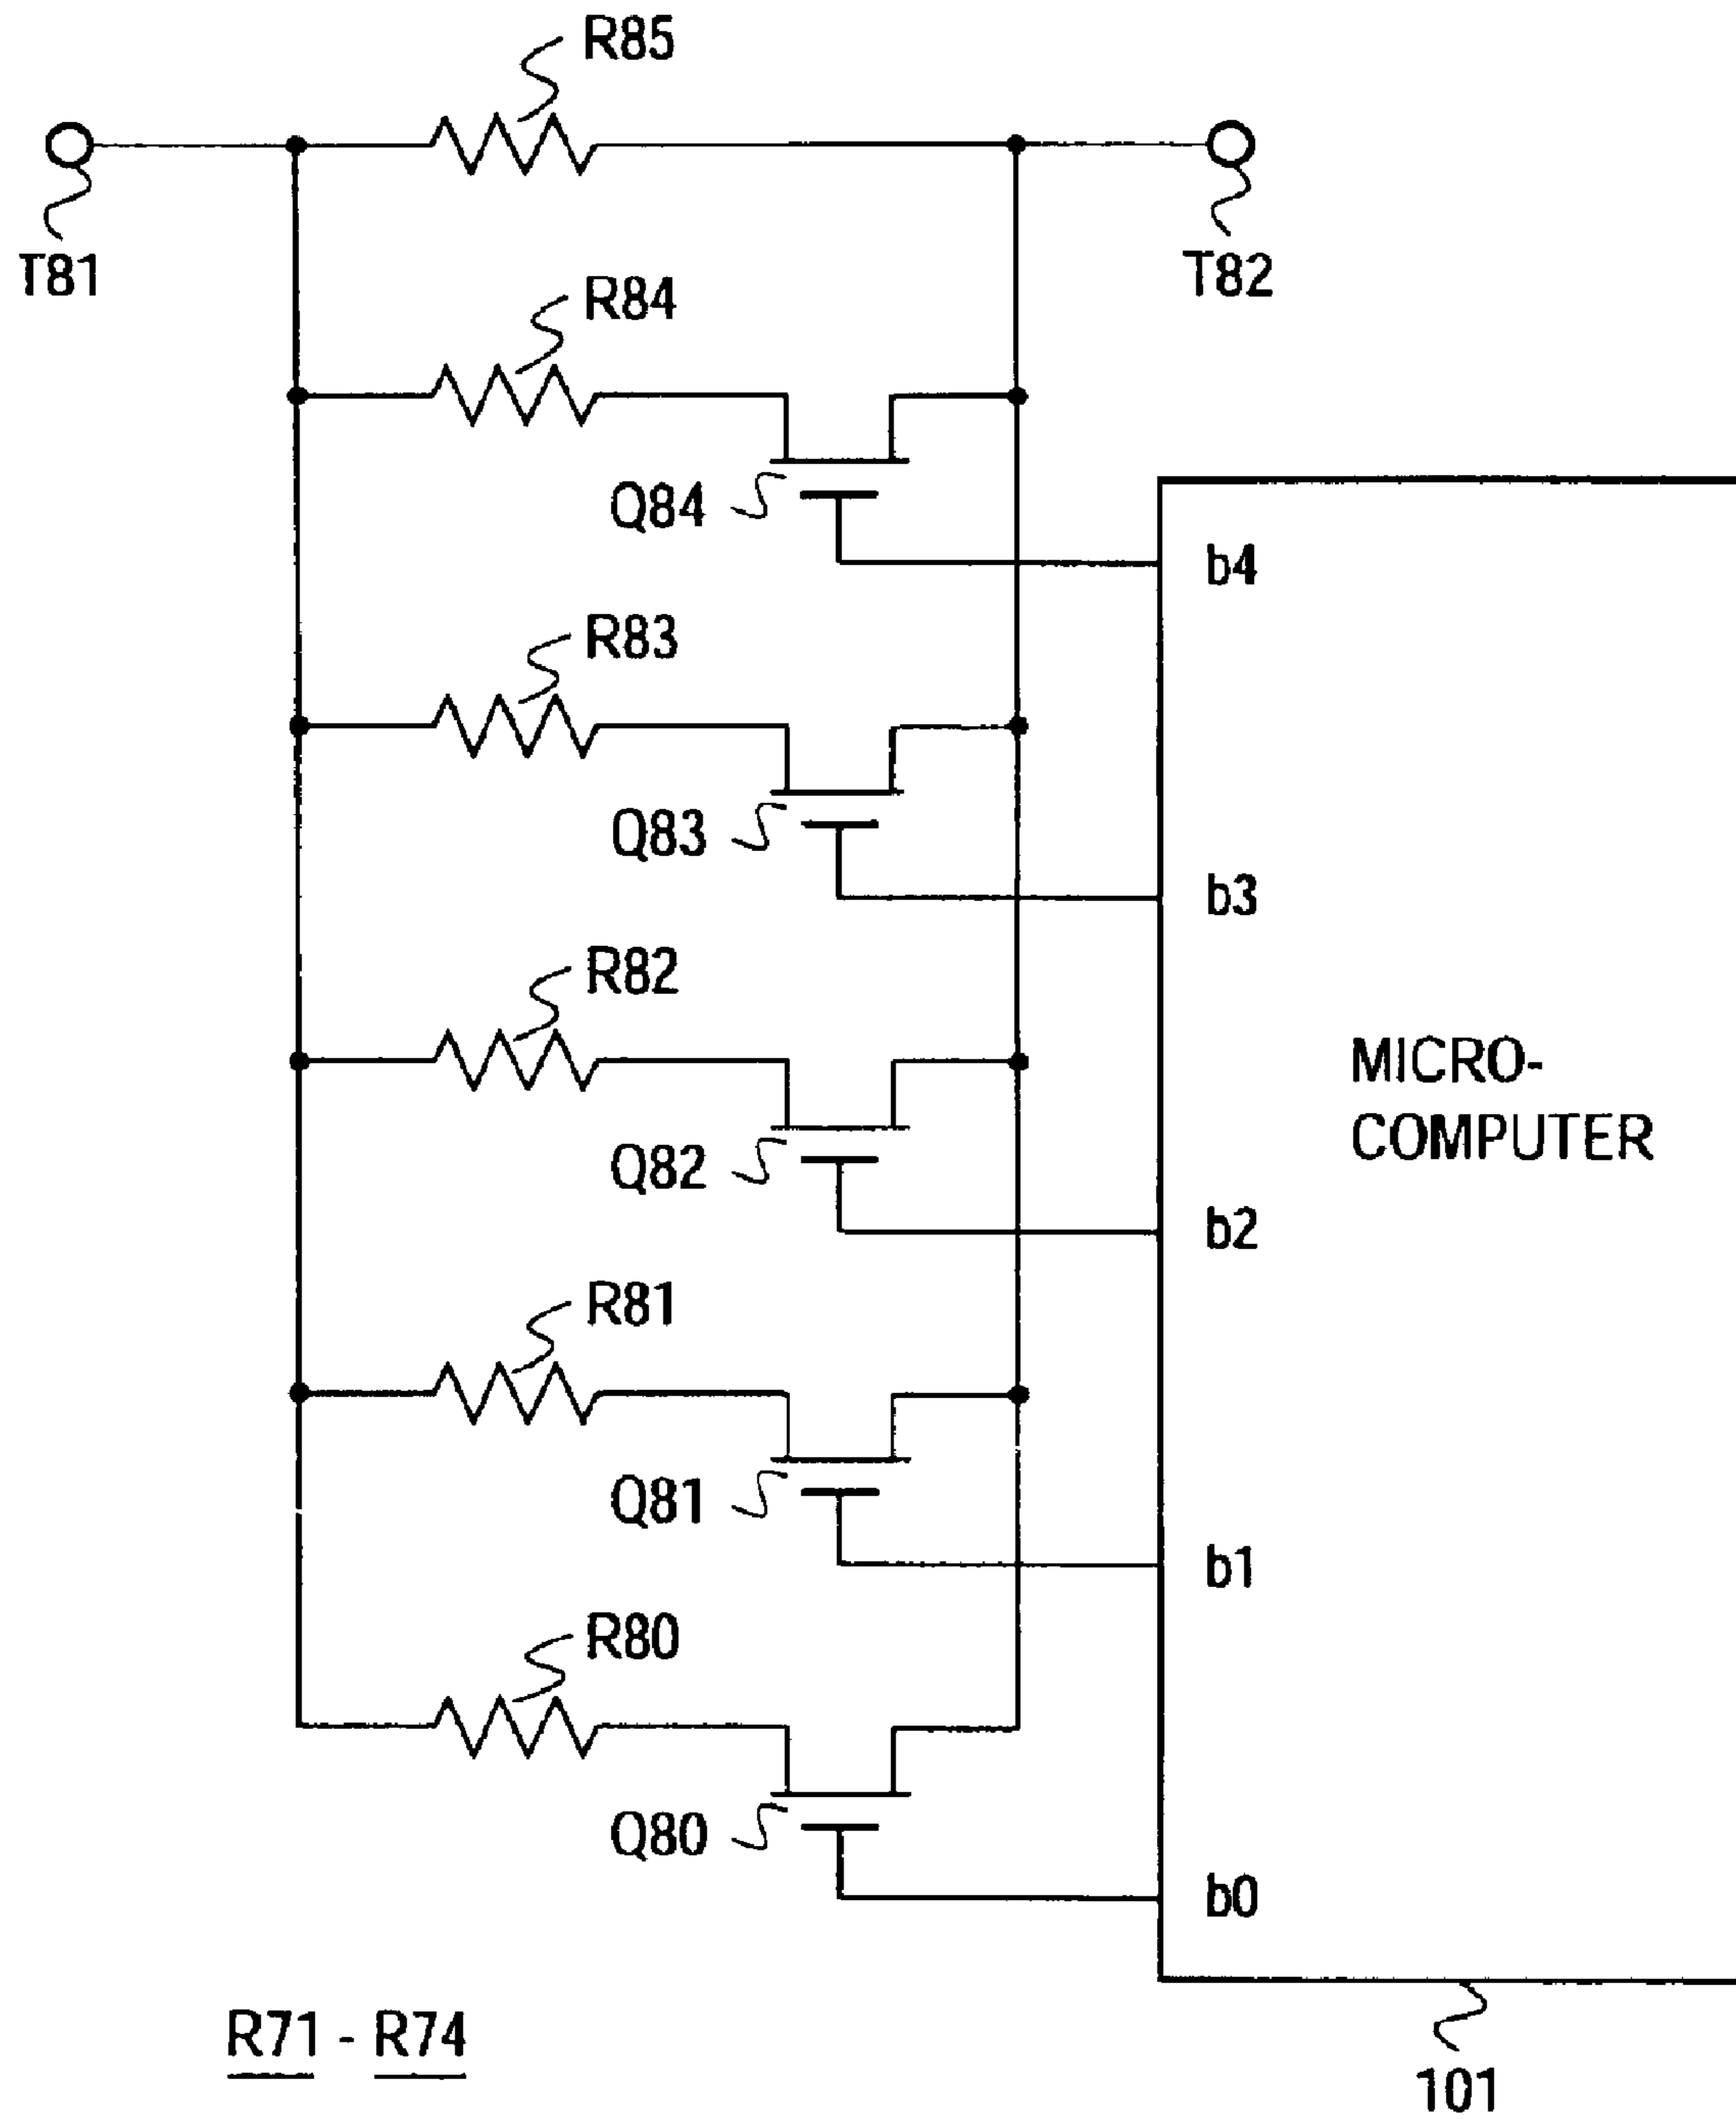 R85
T81
T82
R84
Q84
b4
R83
Q83
b3
R82
MICRO-
COMPUTER
Q82
b2
R81
Q81
b1
R80
Q80
b0
R71 - R74
101